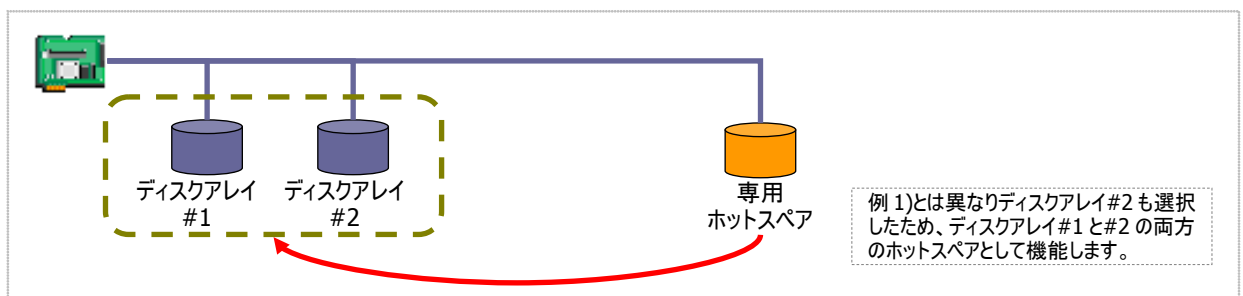 ディスクアレイ
#1
ディスクアレイ
#2
専用
ホットスペア
例 1)とは異なりディスクアレイ#2 も選択
したため、ディスクアレイ#1 と#2 の両方
のホットスペアとして機能します。